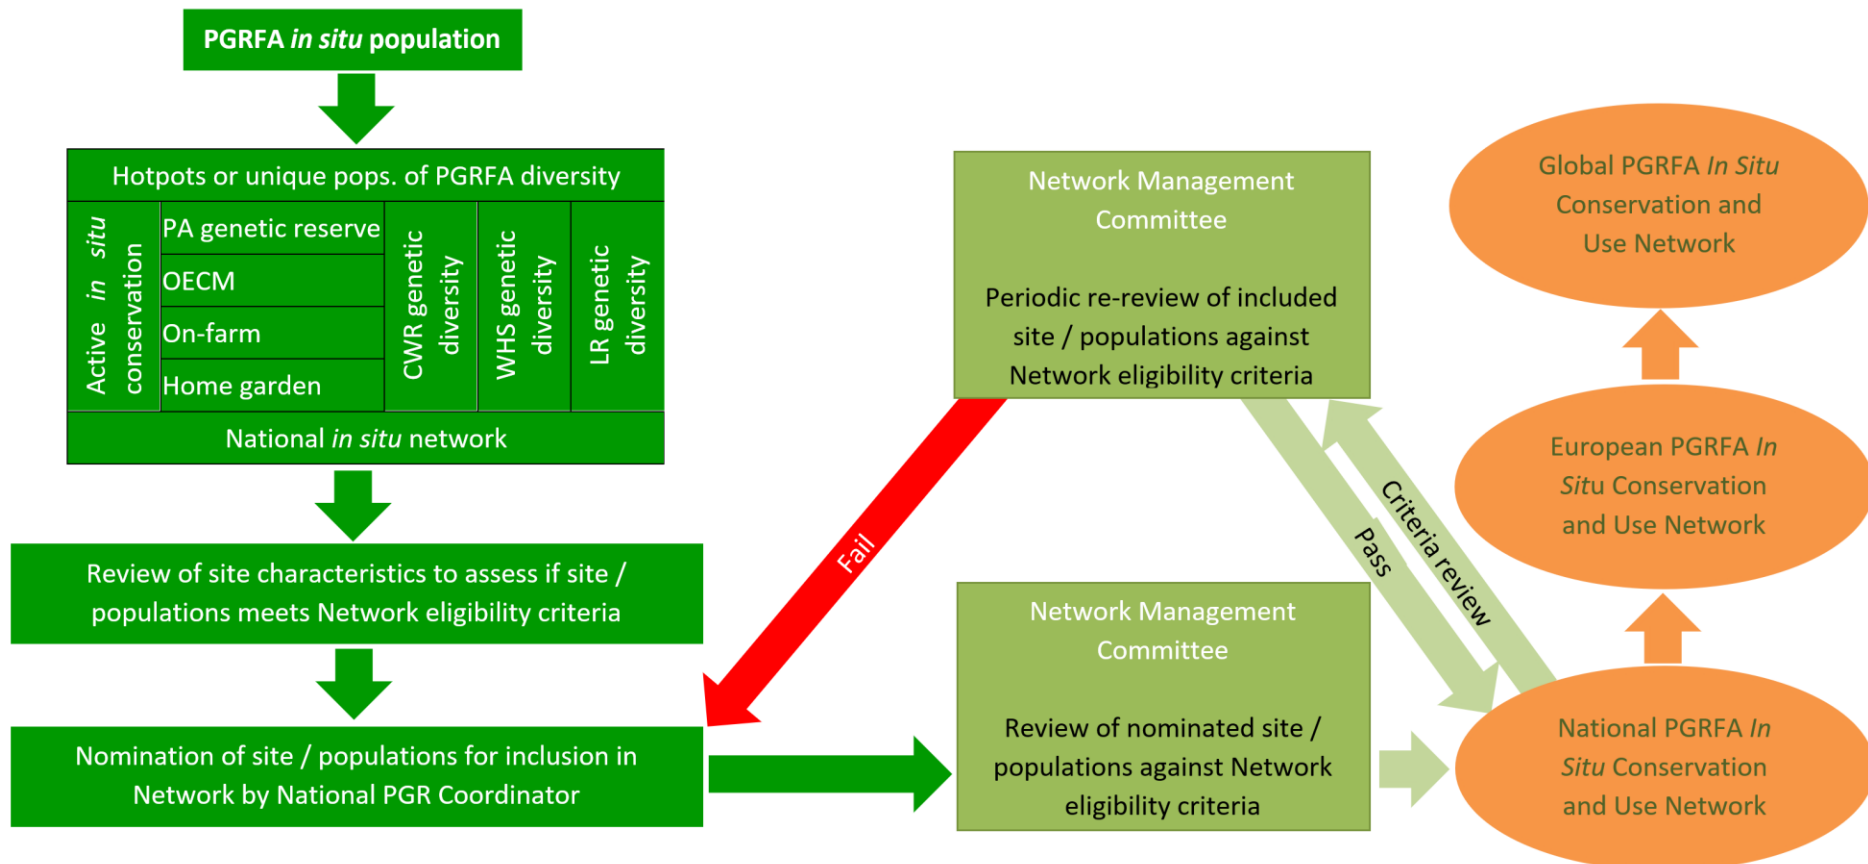 PGRFA in situ population
Hotpots or unique pops. of PGRFA diversity
Active in situ
conservation
PA genetic reserve
OECM
On-farm
Home garden
CWR genetic
diversity
WHS genetic
diversity
LR genetic
diversity
National in situ network
Review of site characteristics to assess if site /
populations meets Network eligibility criteria
Nomination of site / populations for inclusion in
Network by National PGR Coordinator
Fail
Network Management
Committee
Periodic re-review of included
site / populations against
Network eligibility criteria
Network Management
Committee
Review of nominated site /
populations against Network
eligibility criteria
Pass
Criteria review
Global PGRFA In Situ
Conservation and
Use Network
European PGRFA In
Situ Conservation
and Use Network
National PGRFA In
Situ Conservation
and Use Network